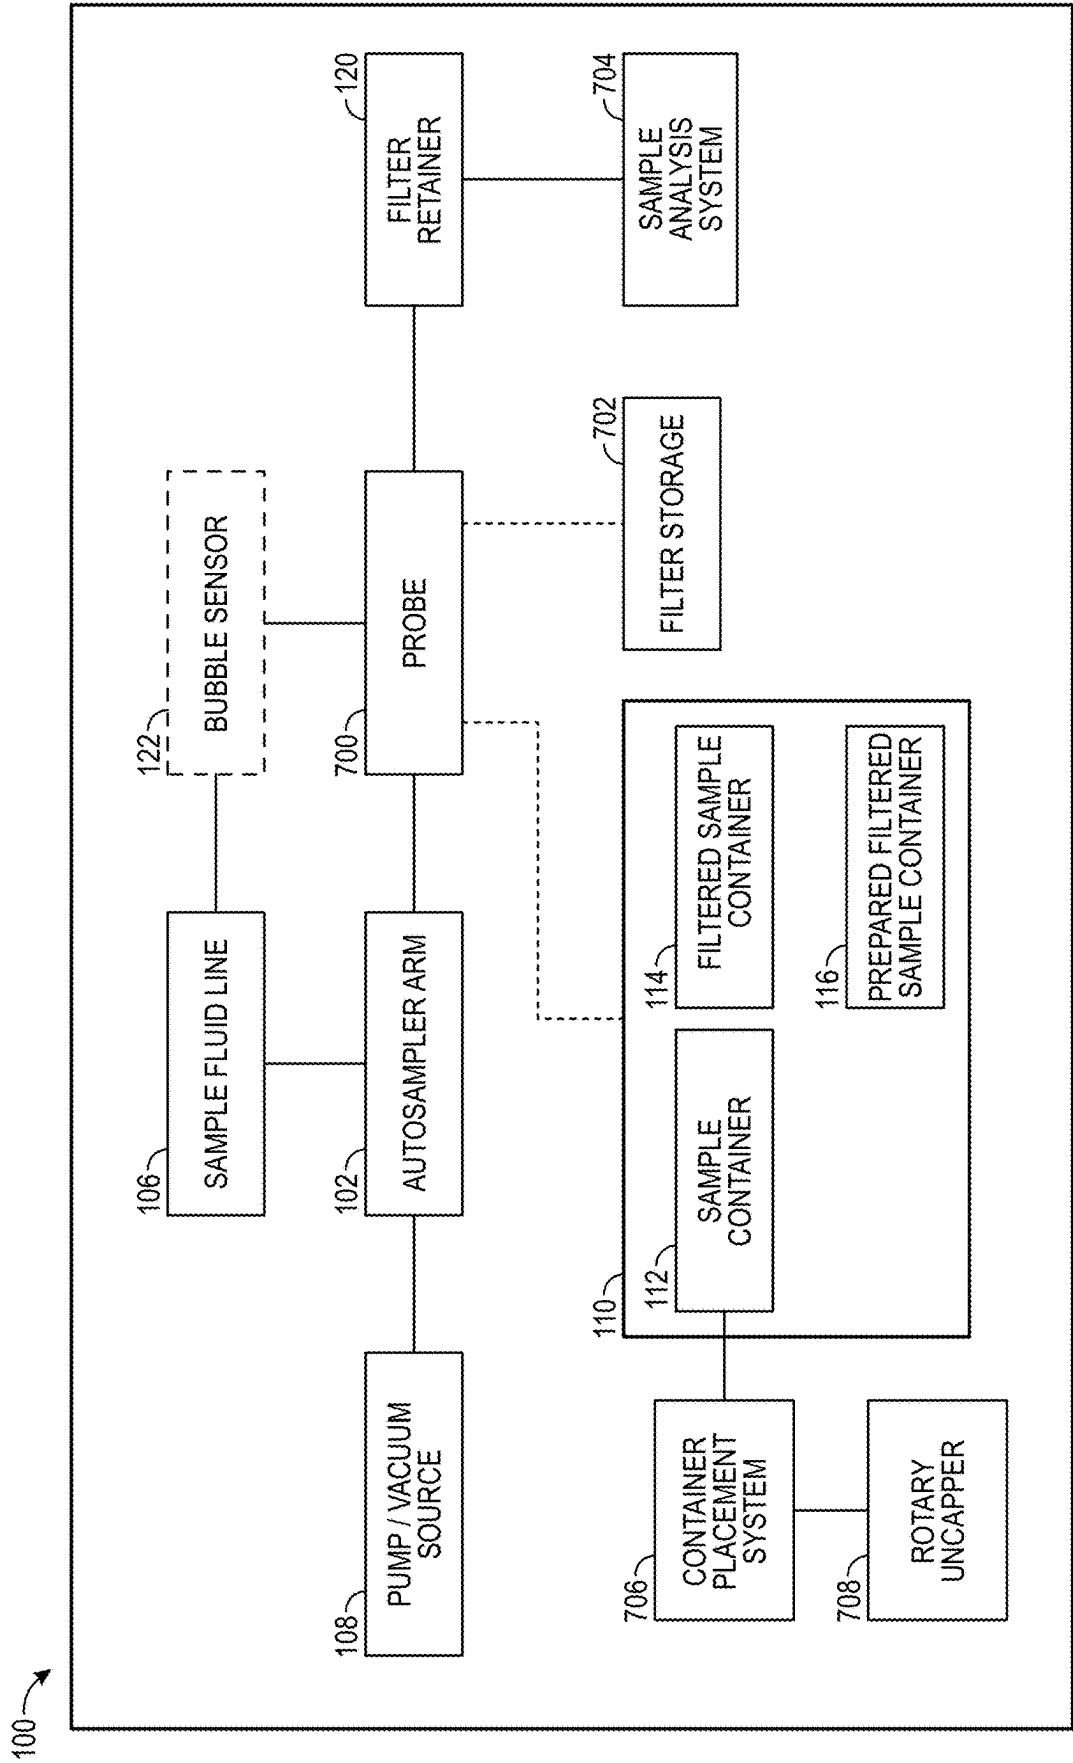 100
106
SAMPLE FLUID LINE
122
BUBBLE SENSOR
108
PUMP / VACUUM
SOURCE
102
AUTOSAMPLER ARM
700
PROBE
120
FILTER
RETAINER
110
112
SAMPLE
CONTAINER
114
FILTERED SAMPLE
CONTAINER
116
PREPARED FILTERED
SAMPLE CONTAINER
702
FILTER STORAGE
704
SAMPLE
ANALYSIS
SYSTEM
706
CONTAINER
PLACEMENT
SYSTEM
708
ROTARY
UNCAPPER